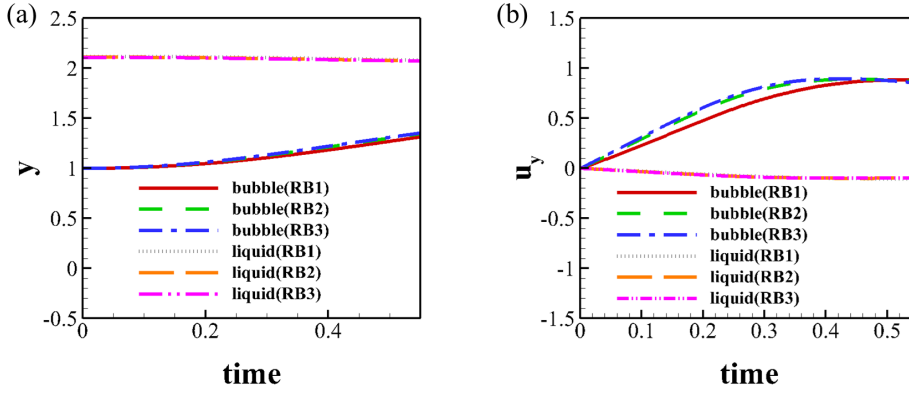 (a)
2.5
2
1.5
1
0.5
0
-0.5
y
bubble(RB1)
bubble(RB2)
bubble(RB3)
liquid(RB1)
liquid(RB2)
liquid(RB3)
0
0.2
0.4
time
(b)
1.5
1
0.5
0
-0.5
-1
-1.5
u_y
bubble(RB1)
bubble(RB2)
bubble(RB3)
liquid(RB1)
liquid(RB2)
liquid(RB3)
0
0.1
0.2
0.3
0.4
0.5
time